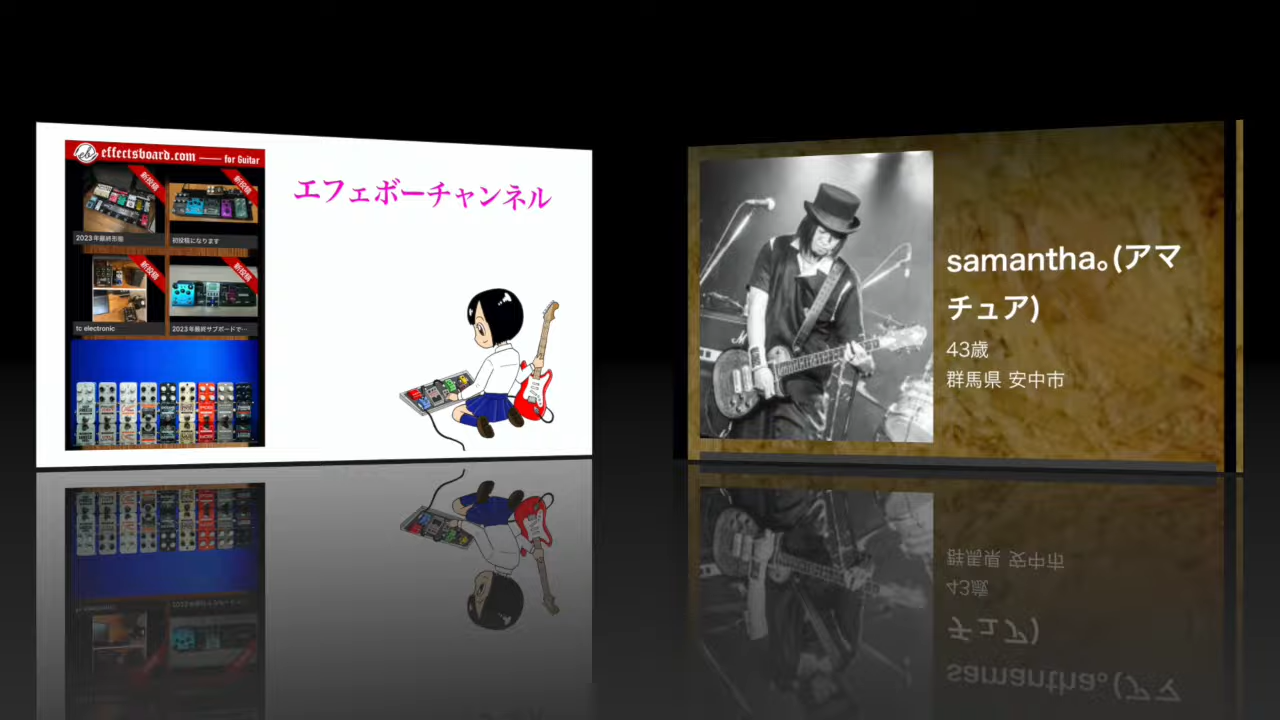 eb effectsboard.com — for Guitar
新投稿
新投稿
2023年最終形態
初投稿になります
新投稿
新投稿
tc electronic
2023年最終サブボードで…
エフェボーチャンネル
samantha。(アマ
チュア)
43歳
群馬県 安中市